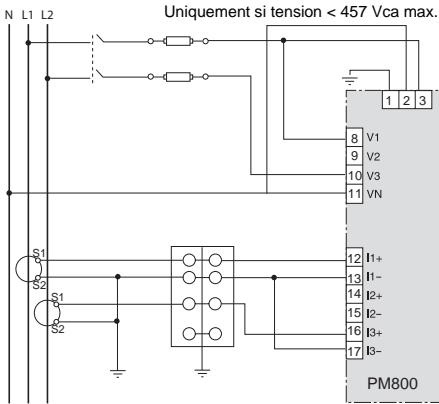 Uniquement si tension < 457 Vca max.
N L1 L2
1 2 3
8 V1
9 V2
10 V3
11 VN
S1
S2
S1
S2
12 I1+
13 I1–
14 I2+
15 I2–
16 I3+
17 I3–
PM800